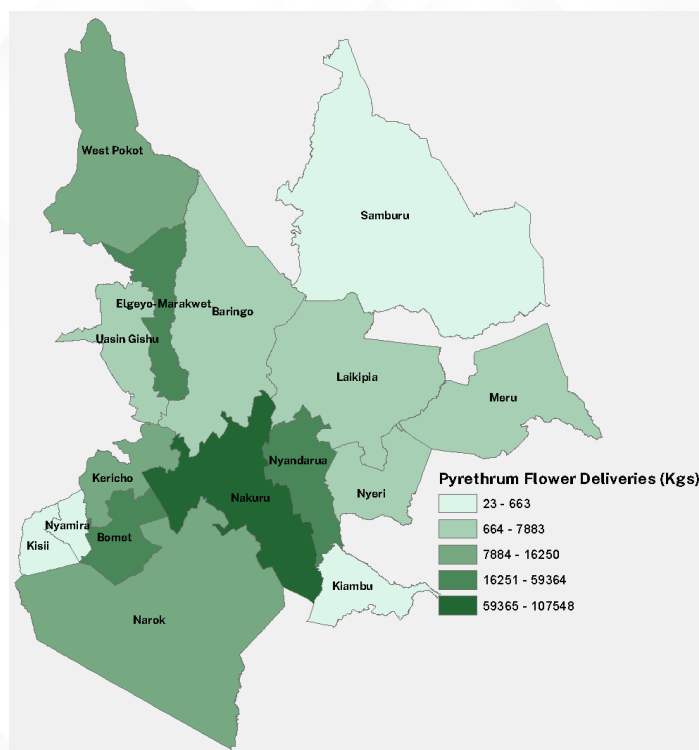 West Pokot
Samburu
Elgeyo-Marakwet
Baringo
Uasin Gishu
Laikipia
Meru
Nyandarua
Kericho
Nyeri
Nakuru
Nyamira
Bomet
Kisii
Kiambu
Narok
Pyrethrum Flower Deliveries (Kgs)
23 - 663
664 - 7883
7884 - 16250
16251 - 59364
59365 - 107548